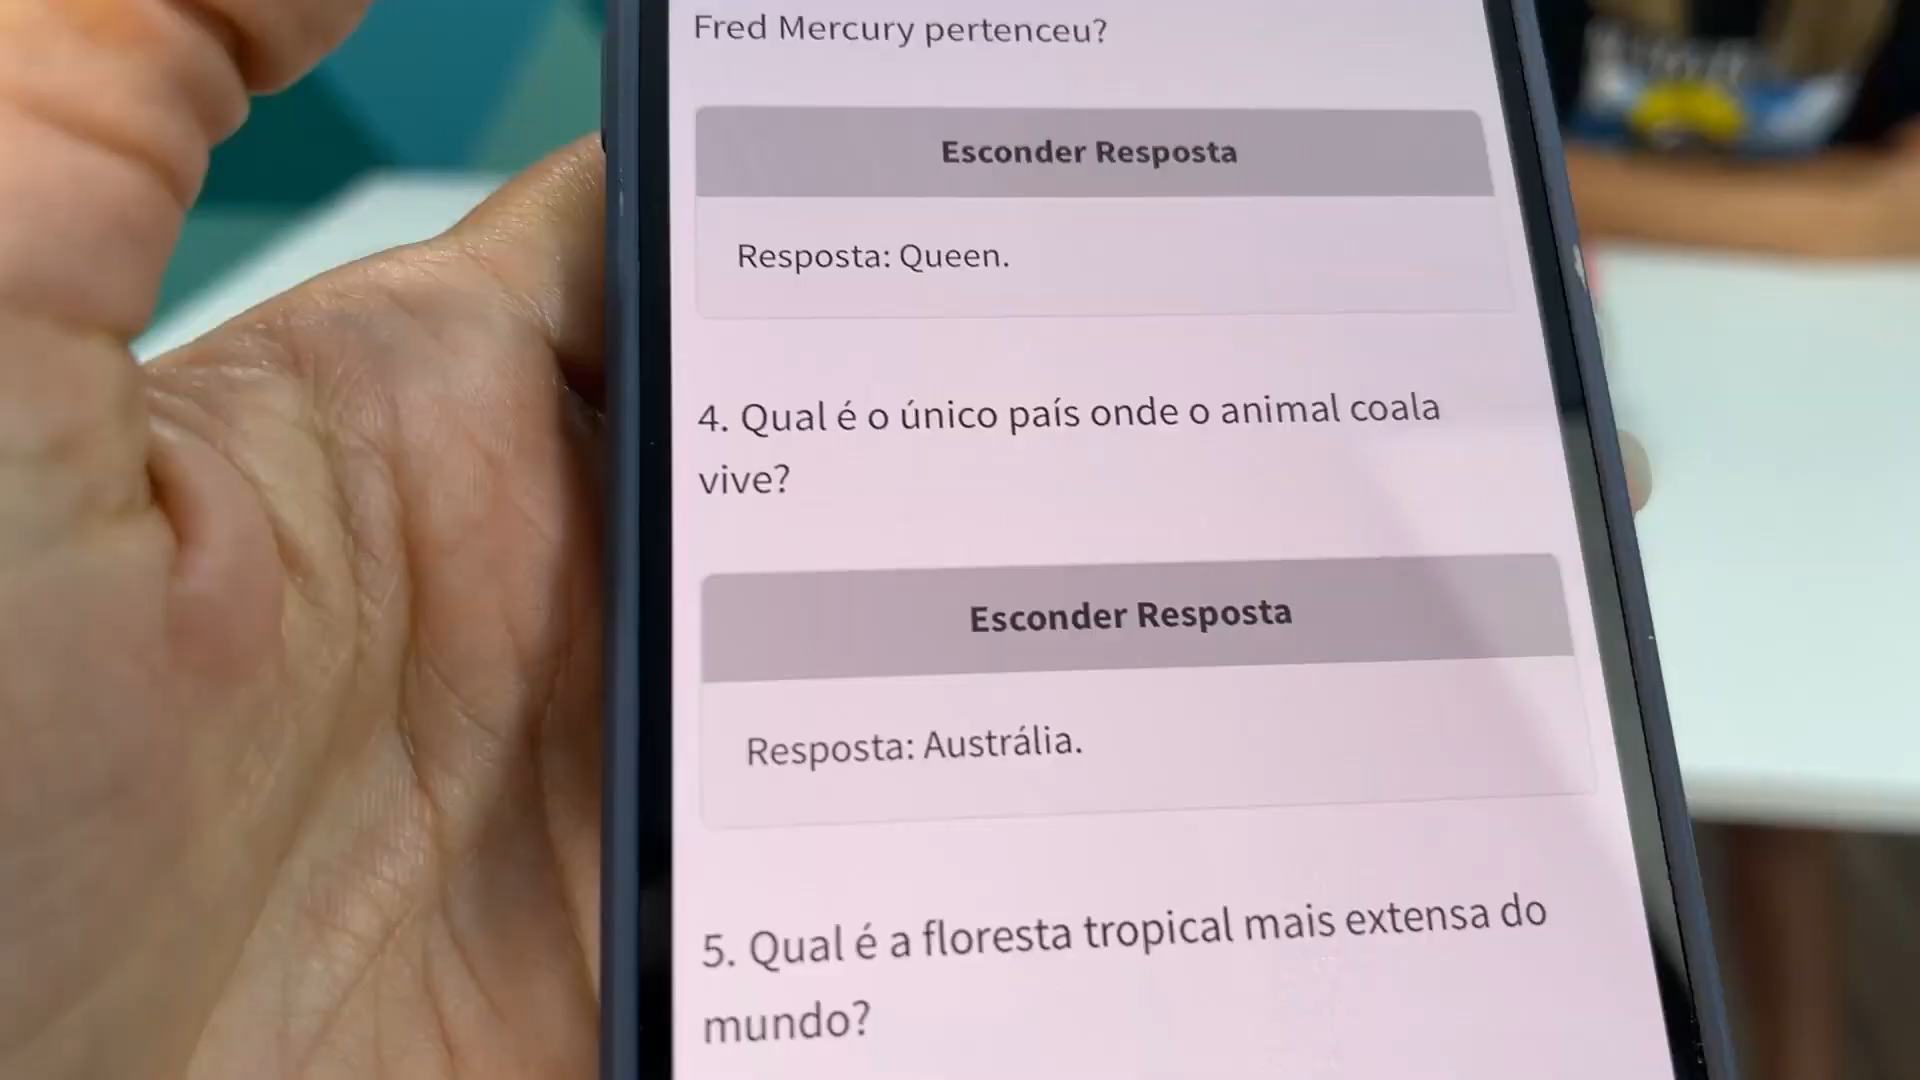 Fred Mercury pertenceu?
Esconder Resposta
Resposta: Queen.
4. Qual é o único país onde o animal coala
vive?
Esconder Resposta
Resposta: Austrália.
5. Qual é a floresta tropical mais extensa do
mundo?